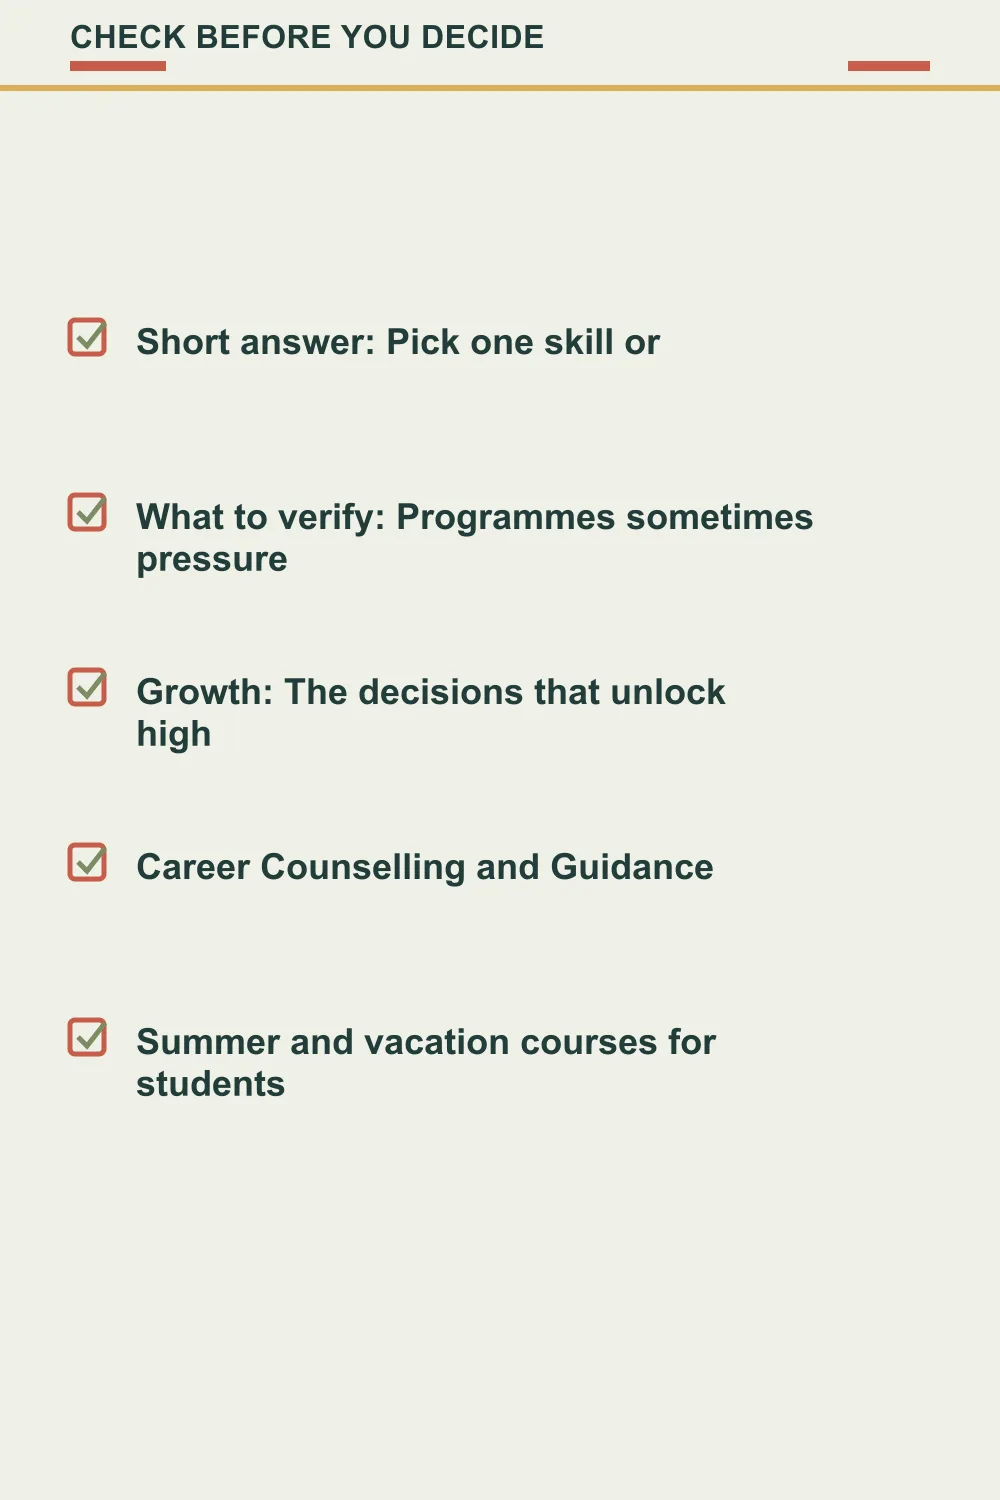 CHECK BEFORE YOU DECIDE
Short answer: Pick one skill or
What to verify: Programmes sometimes
pressure
Growth: The decisions that unlock
high
Career Counselling and Guidance
Summer and vacation courses for
students